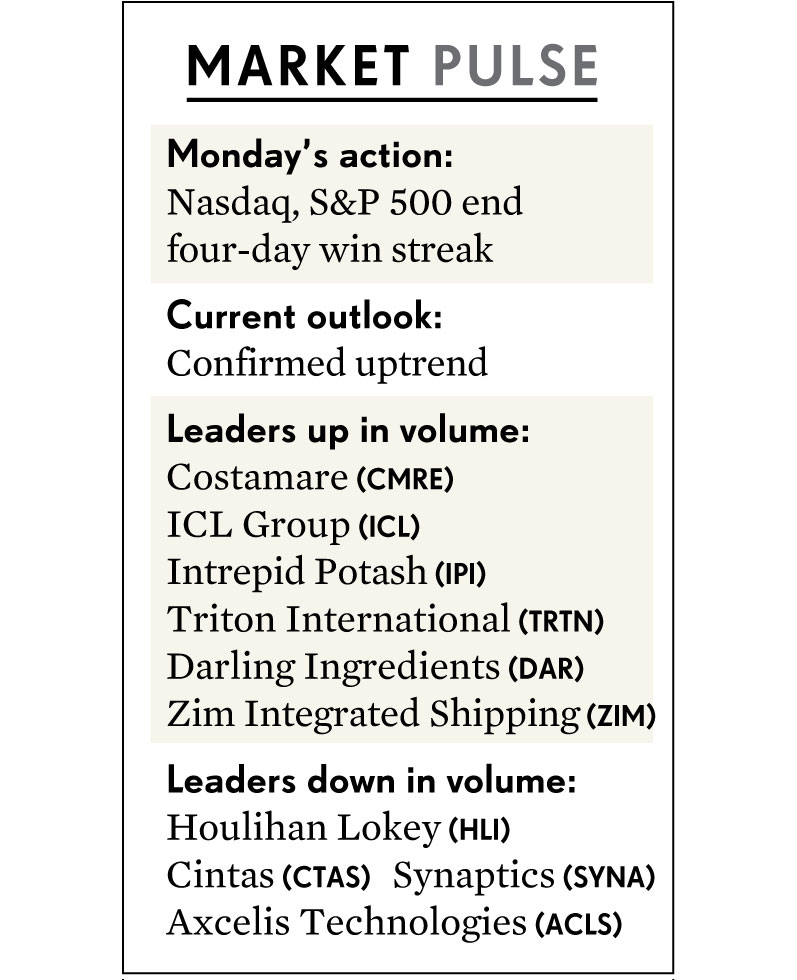 MARKET PULSE
Monday’s action:
Nasdaq, S&P 500 end
four-day win streak
Current outlook:
Confirmed uptrend
Leaders up in volume:
Costamare (CMRE)
ICL Group (ICL)
Intrepid Potash (IPI)
Triton International (TRTN)
Darling Ingredients (DAR)
Zim Integrated Shipping (ZIM)
Leaders down in volume:
Houlihan Lokey (HLI)
Cintas (CTAS) Synaptics (SYNA)
Axcelis Technologies (ACLS)